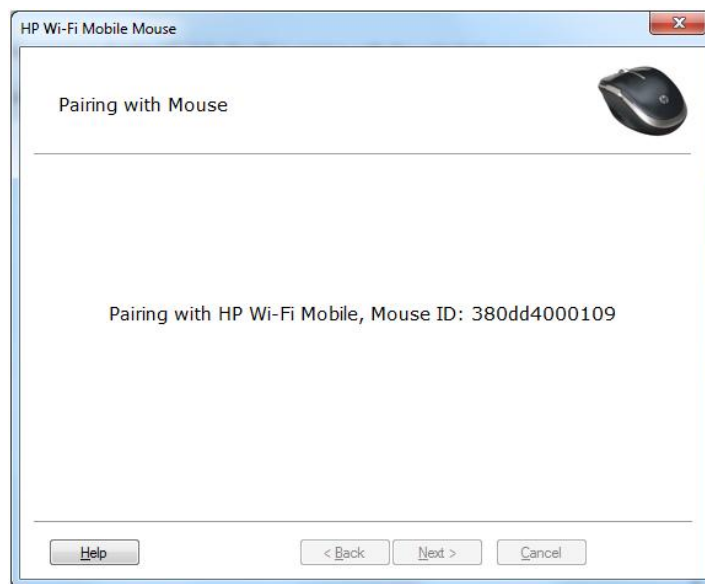 HP Wi-Fi Mobile Mouse
Pairing with Mouse
Pairing with HP Wi-Fi Mobile, Mouse ID: 380dd4000109
Help
< Back
Next >
Cancel